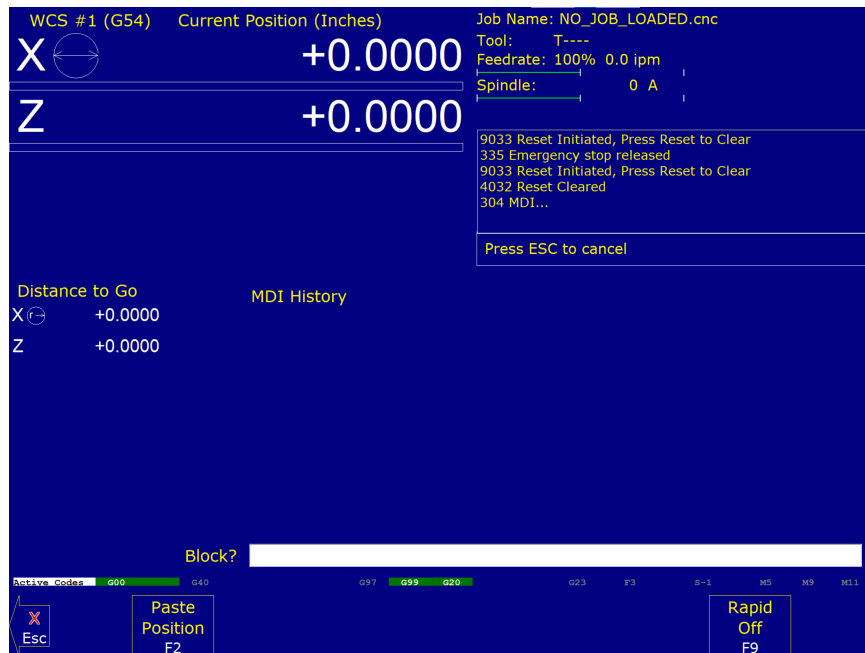 WCS #1 (G54) Current Position (Inches)
X +0.0000
Z +0.0000
Job Name: NO_JOB_LOADED.cnc
Tool: T----
Feedrate: 100% 0.0 ipm
Spindle: 0 A
9033 Reset Initiated, Press Reset to Clear
335 Emergency stop released
9033 Reset Initiated, Press Reset to Clear
4032 Reset Cleared
304 MDI...
Press ESC to cancel
Distance to Go
X r +0.0000
Z +0.0000
MDI History
Block?
Active Codes G00 G40 G97 G99 G20 G23 F3 S-1 M5 M9 M11
X
Esc
Paste
Position
F2
Rapid
Off
F9